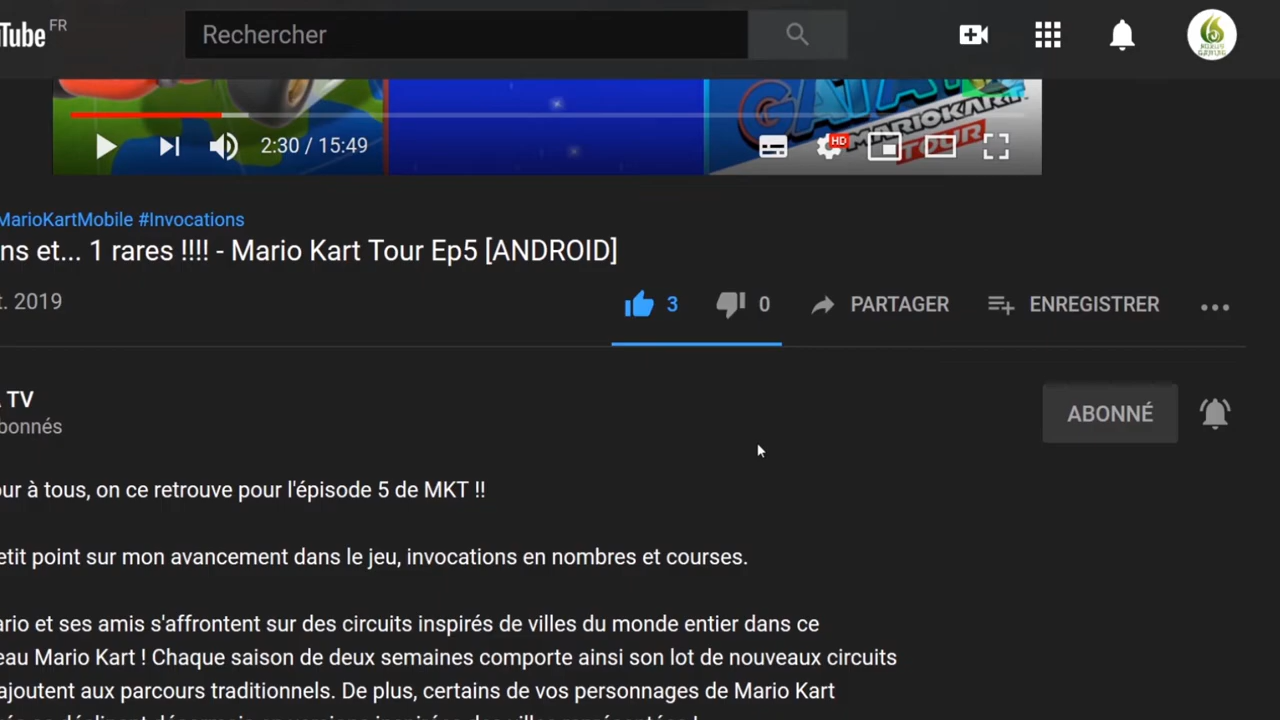 Tube FR
Rechercher
MARIOKART
TOUR
HD
2:30 / 15:49
MarioKartMobile #Invocations
ns et... 1 rares !!!! - Mario Kart Tour Ep5 [ANDROID]
t. 2019
3
0
PARTAGER
ENREGISTRER
TV
bonnés
ABONNÉ
ur à tous, on ce retrouve pour l'épisode 5 de MKT !!
etit point sur mon avancement dans le jeu, invocations en nombres et courses.
ario et ses amis s'affrontent sur des circuits inspirés de villes du monde entier dans ce
eau Mario Kart ! Chaque saison de deux semaines comporte ainsi son lot de nouveaux circuits
ajoutent aux parcours traditionnels. De plus, certains de vos personnages de Mario Kart